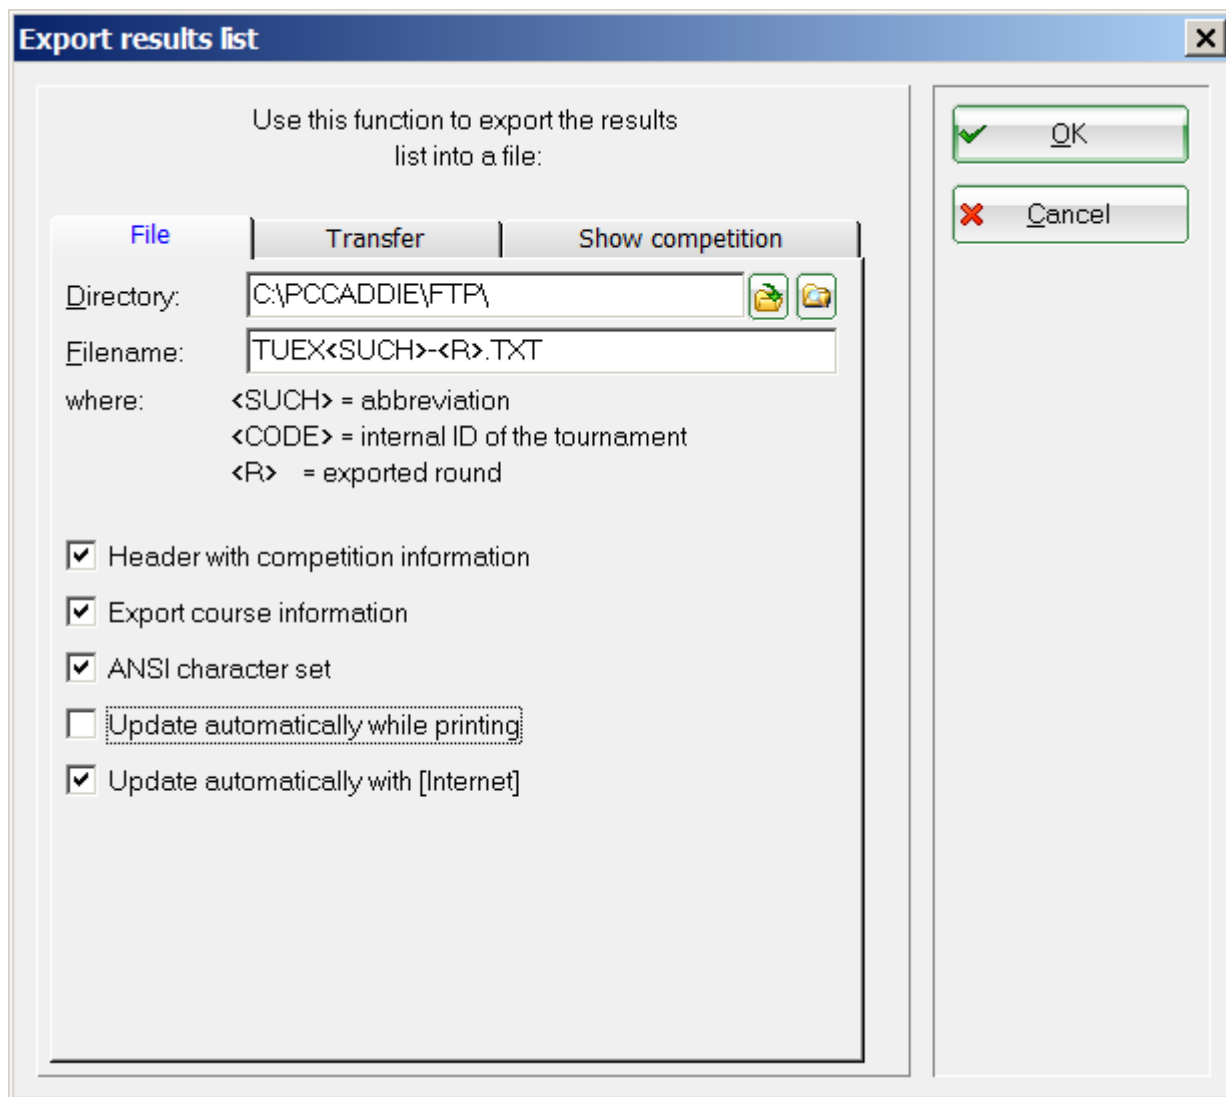 Export results list
Use this function to export the results
list into a file:
OK
Cancel
File
Transfer
Show competition
Directory:
C:\PCCADDIE\FTP\
Filename:
TUEX<SUCH>-<R>.TXT
where:
<SUCH> = abbreviation
<CODE> = internal ID of the tournament
<R> = exported round
Header with competition information
Export course information
ANSI character set
Update automatically while printing
Update automatically with [Internet]